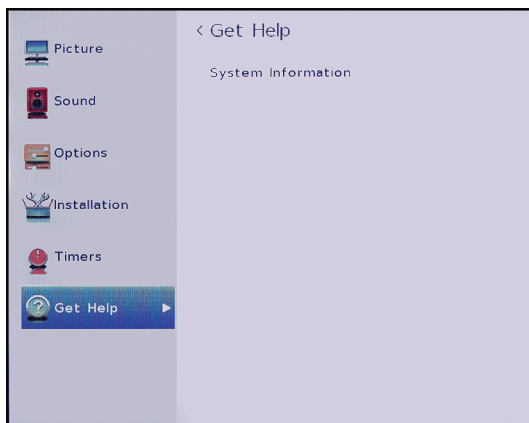 Picture
Sound
Options
Installation
Timers
Get Help
< Get Help
System Information